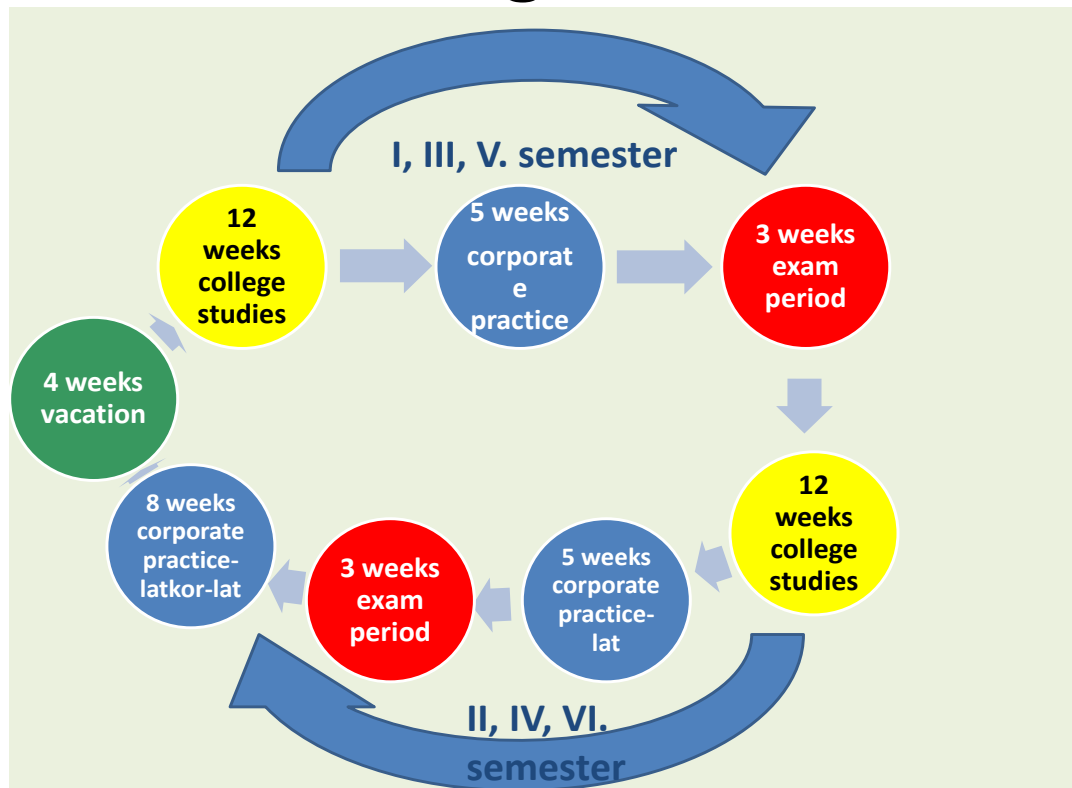 I, III, V. semester
12
weeks
college
studies
5 weeks
corporat
e
practice
3 weeks
exam
period
4 weeks
vacation
8 weeks
corporate
practice-
latkor-lat
3 weeks
exam
period
5 weeks
corporate
practice-
lat
12
weeks
college
studies
II, IV, VI.
semester